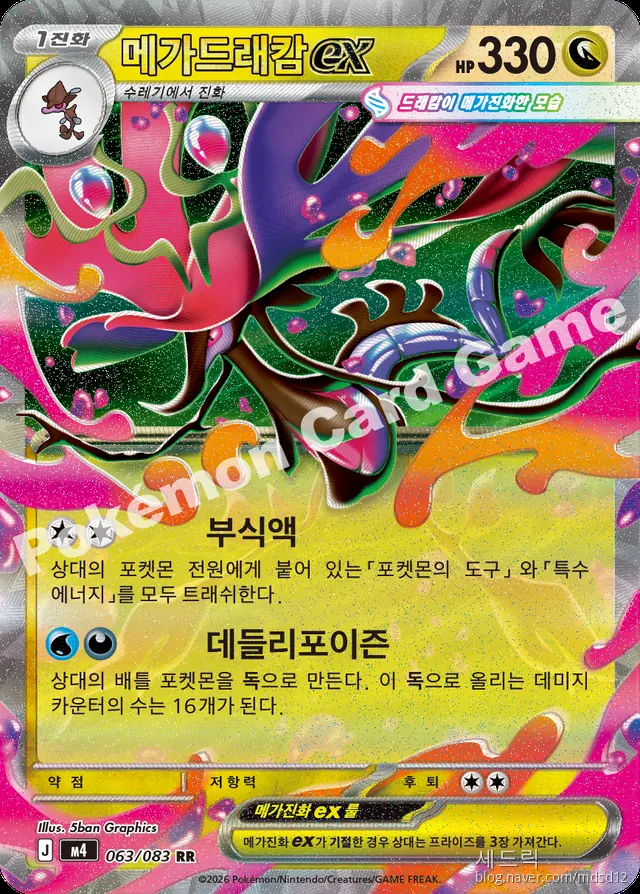 1진화
메가드래캄ex
HP 330
수레기에서 진화
드래캄이 메가진화한 모습
Pokémon Card Game
부식액
상대의 포켓몬 전원에게 붙어 있는「포켓몬의 도구」와「특수
에너지」를 모두 트래쉬한다.
데들리포이즌
상대의 배틀 포켓몬을 독으로 만든다. 이 독으로 올리는 데미지
카운터의 수는 16개가 된다.
약점 저항력 후퇴
메가진화 ex 룰
메가진화 ex가 기절한 경우 상대는 프라이즈를 3장 가져간다.
Illus. 5ban Graphics
J M4 063/083 RR
©2026 Pokémon/Nintendo/Creatures/GAME FREAK.
세드릭
blog.naver.com/mdsd12